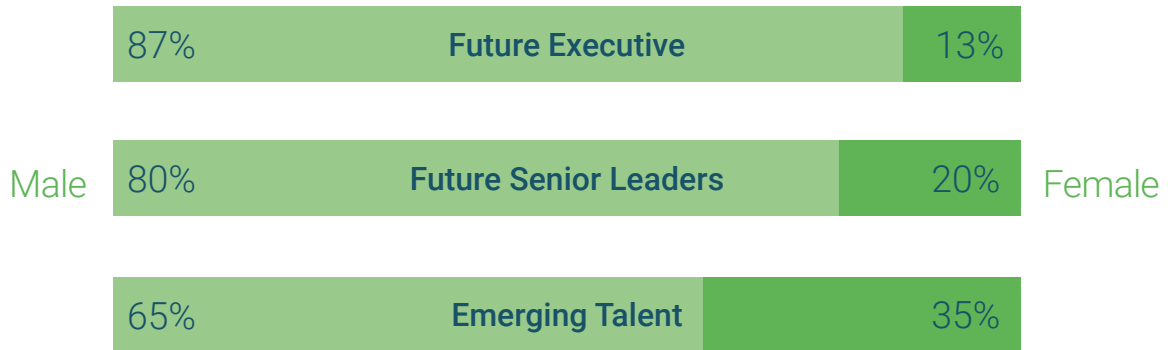 87% Future Executive 13%
Male 80% Future Senior Leaders 20% Female
65% Emerging Talent 35%